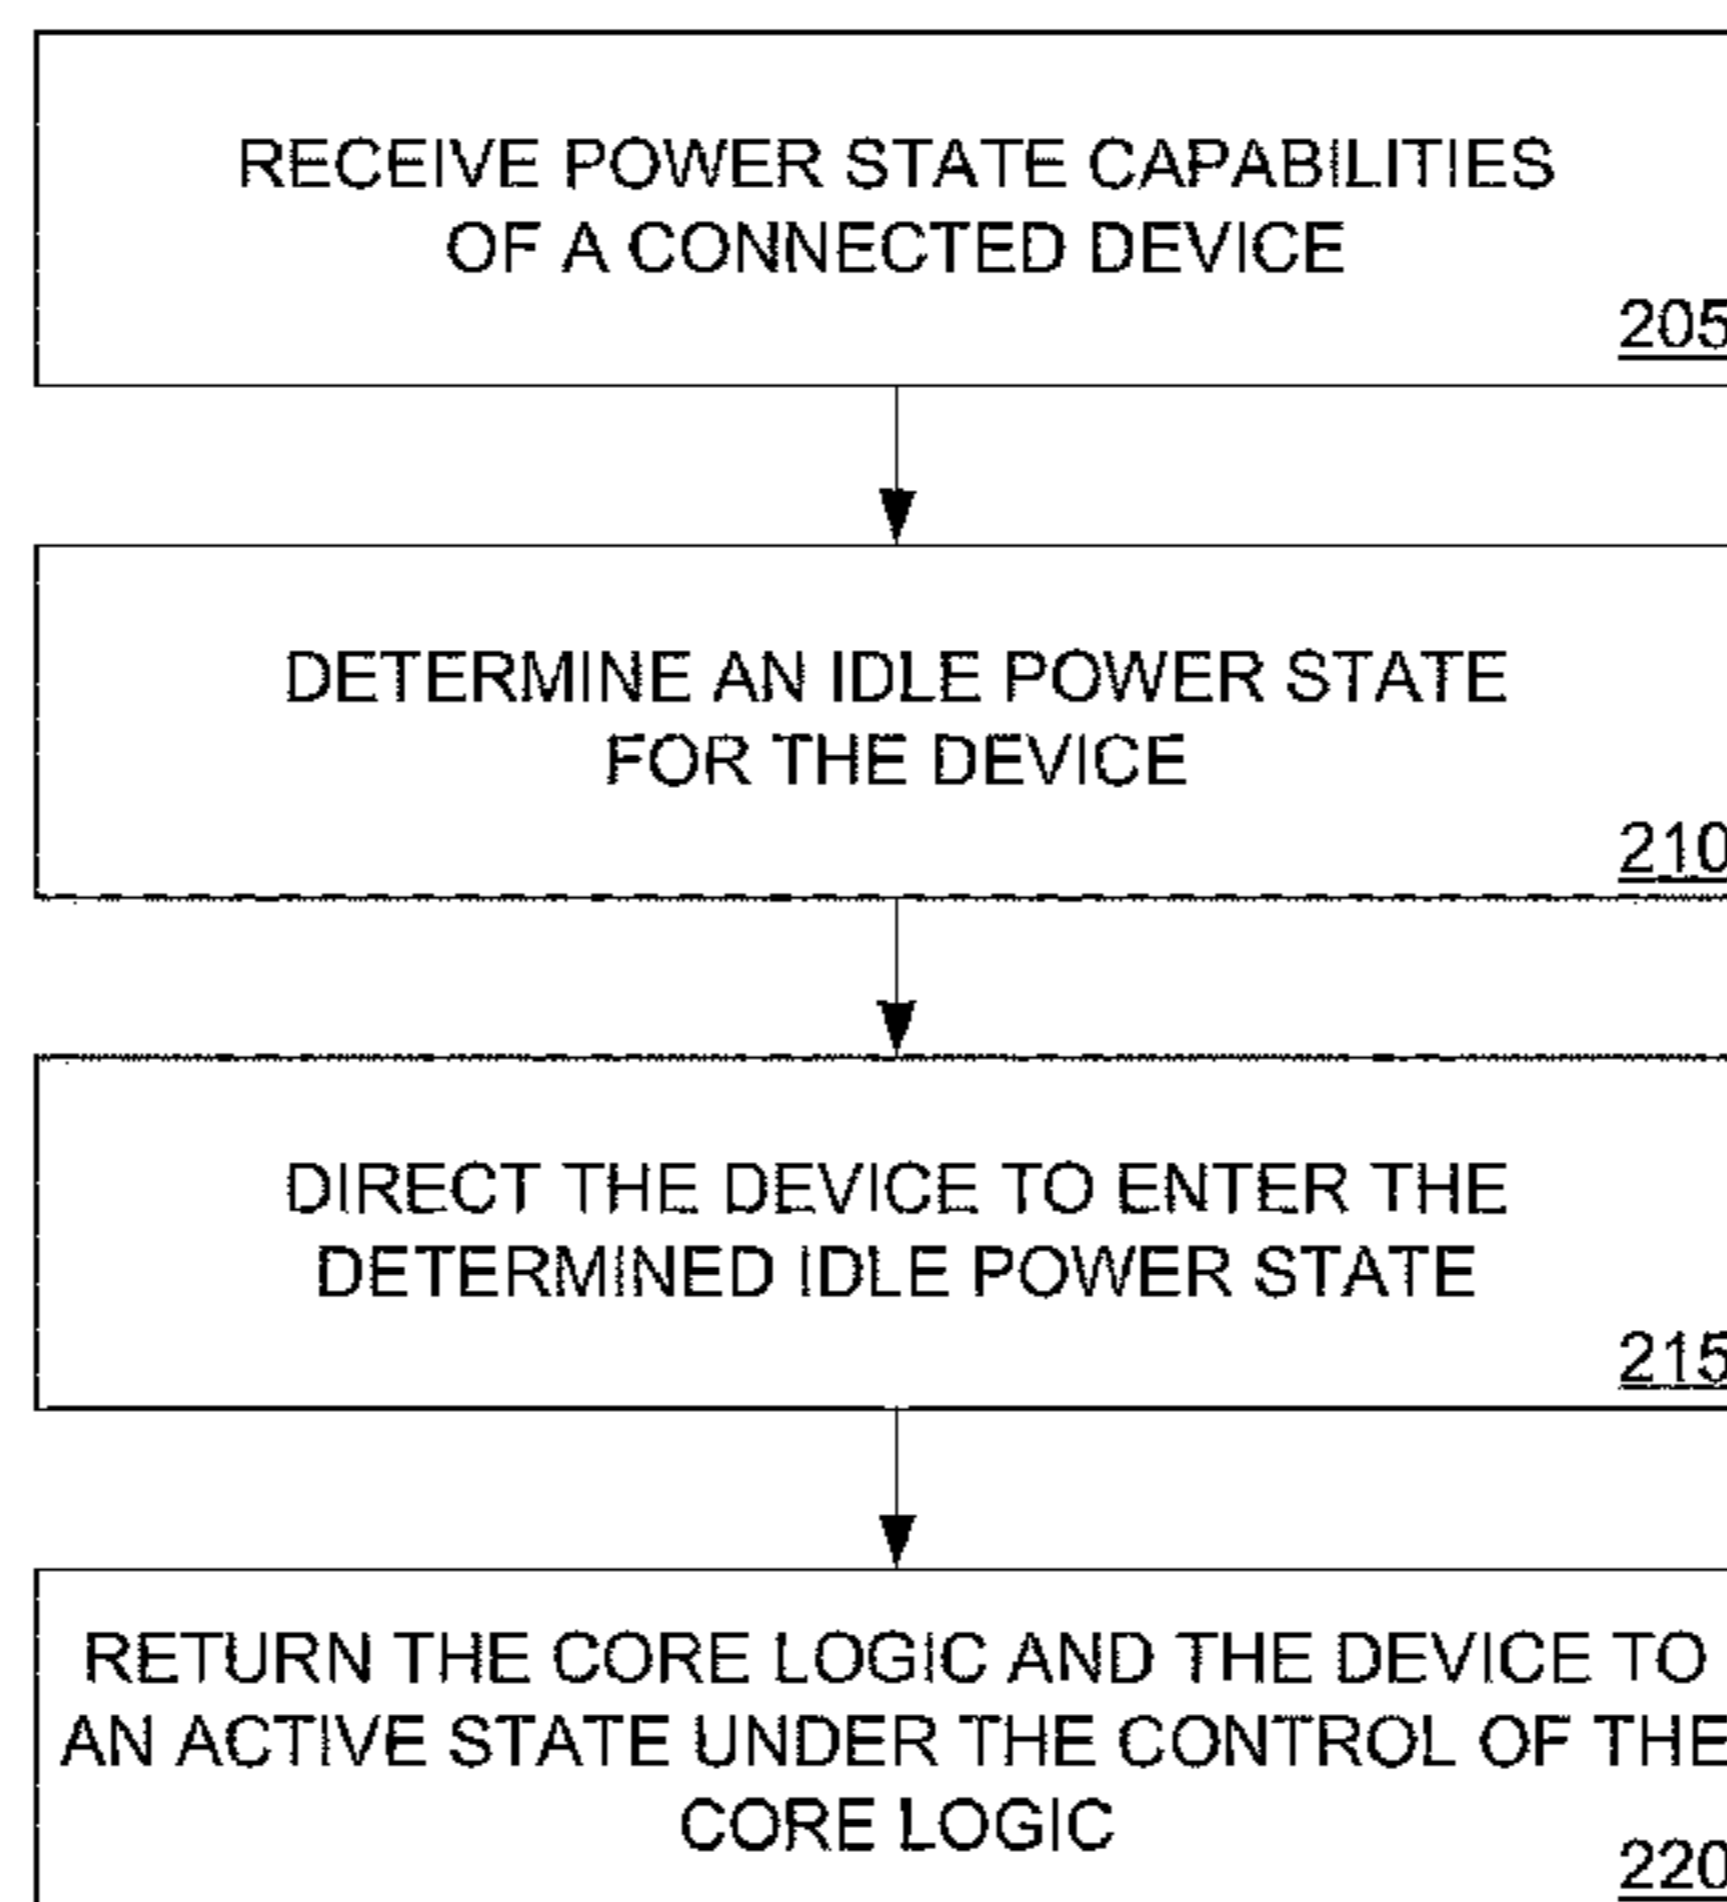 RECEIVE POWER STATE CAPABILITIES
OF A CONNECTED DEVICE
205
DETERMINE AN IDLE POWER STATE
FOR THE DEVICE
210
DIRECT THE DEVICE TO ENTER THE
DETERMINED IDLE POWER STATE
215
RETURN THE CORE LOGIC AND THE DEVICE TO
AN ACTIVE STATE UNDER THE CONTROL OF THE
CORE LOGIC
220